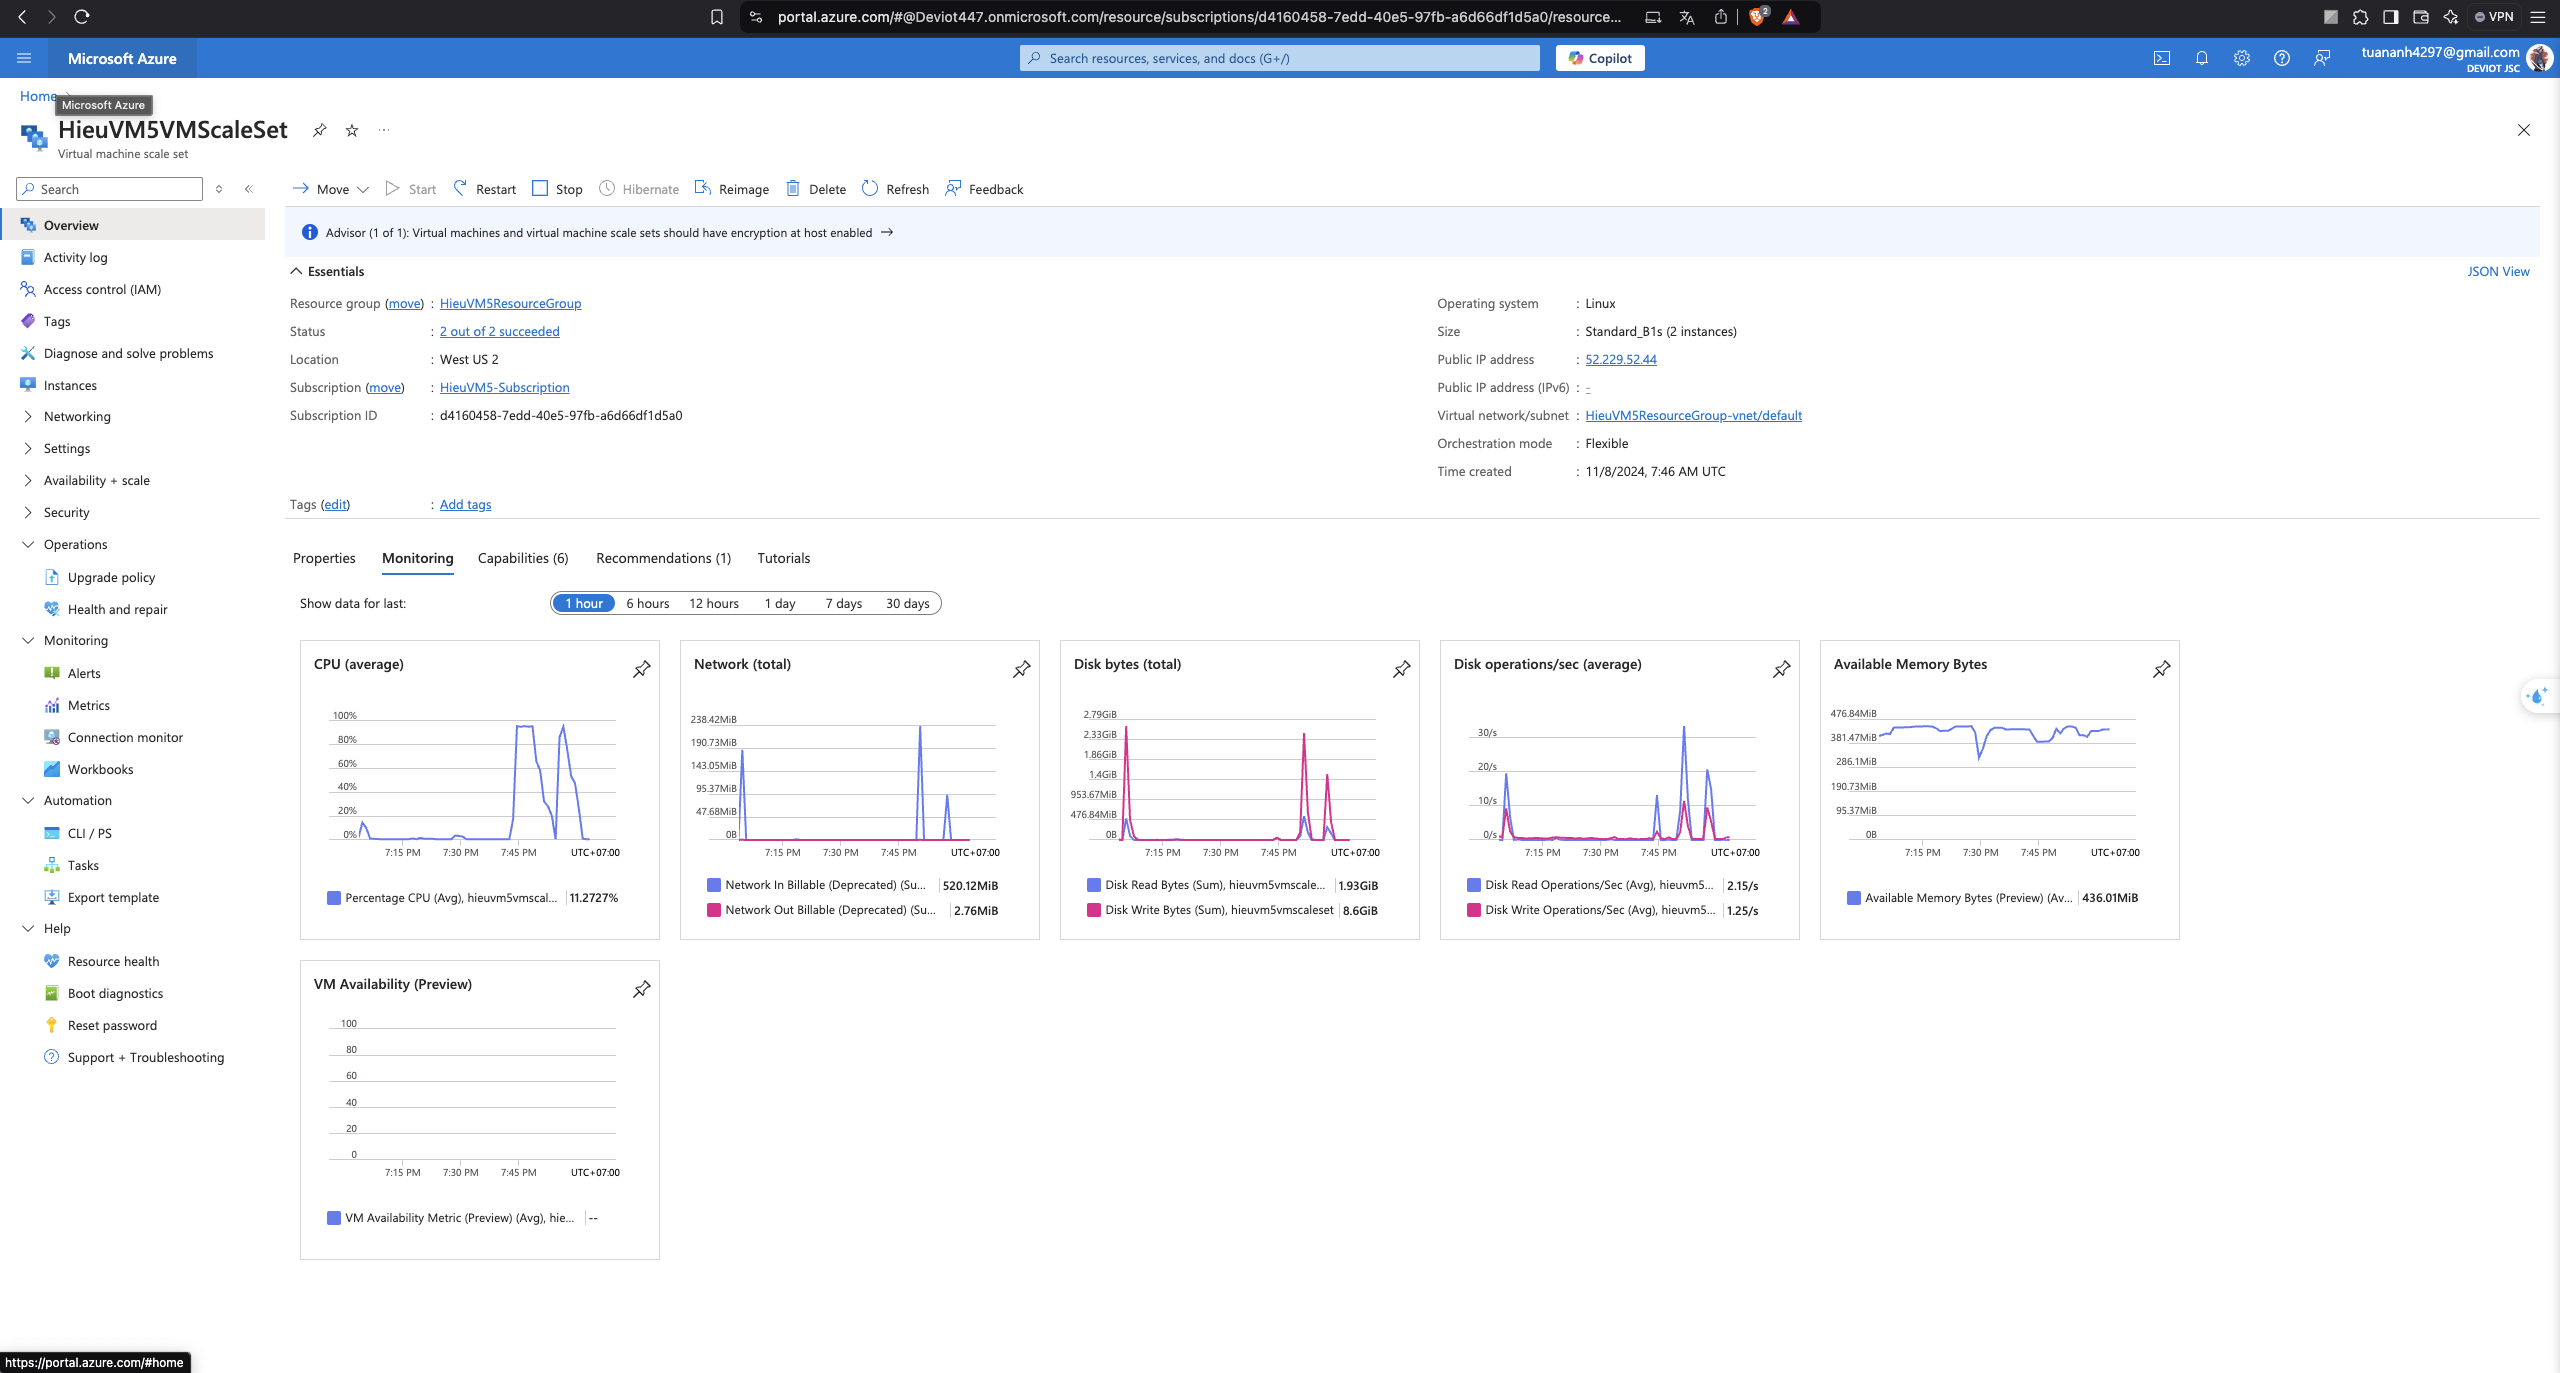 portal.azure.com/#@Deviot447.onmicrosoft.com/resource/subscriptions/d4160458-7edd-40e5-97fb-a6d66df1d5a0/resource...
2
VPN
Microsoft Azure
Search resources, services, and docs (G+/)
Copilot
tuananh4297@gmail.com
DEVIOT JSC
Home
Microsoft Azure
HieuVM5VMScaleSet
Virtual machine scale set
Search
Move
Start
Restart
Stop
Hibernate
Reimage
Delete
Refresh
Feedback
Overview
Activity log
Access control (IAM)
Tags
Diagnose and solve problems
Instances
Networking
Settings
Availability + scale
Security
Operations
Upgrade policy
Health and repair
Monitoring
Alerts
Metrics
Connection monitor
Workbooks
Automation
CLI / PS
Tasks
Export template
Help
Resource health
Boot diagnostics
Reset password
Support + Troubleshooting
Advisor (1 of 1): Virtual machines and virtual machine scale sets should have encryption at host enabled →
Essentials
JSON View
Resource group (move) : HieuVM5ResourceGroup
Status : 2 out of 2 succeeded
Location : West US 2
Subscription (move) : HieuVM5-Subscription
Subscription ID : d4160458-7edd-40e5-97fb-a6d66df1d5a0
Operating system : Linux
Size : Standard_B1s (2 instances)
Public IP address : 52.229.52.44
Public IP address (IPv6) : -
Virtual network/subnet : HieuVM5ResourceGroup-vnet/default
Orchestration mode : Flexible
Time created : 11/8/2024, 7:46 AM UTC
Tags (edit) : Add tags
Properties
Monitoring
Capabilities (6)
Recommendations (1)
Tutorials
Show data for last:
1 hour
6 hours
12 hours
1 day
7 days
30 days
CPU (average)
100%
80%
60%
40%
20%
0%
7:15 PM 7:30 PM 7:45 PM UTC+07:00
Percentage CPU (Avg), hieuvm5vmscal... 11.2727%
Network (total)
238.42MiB
190.73MiB
143.05MiB
95.37MiB
47.68MiB
0B
7:15 PM 7:30 PM 7:45 PM UTC+07:00
Network In Billable (Deprecated) (Su... 520.12MiB
Network Out Billable (Deprecated) (Su... 2.76MiB
Disk bytes (total)
2.79GiB
2.33GiB
1.86GiB
1.4GiB
953.67MiB
476.84MiB
0B
7:15 PM 7:30 PM 7:45 PM UTC+07:00
Disk Read Bytes (Sum), hieuvm5vmscale... 1.93GiB
Disk Write Bytes (Sum), hieuvm5vmscaleset 8.6GiB
Disk operations/sec (average)
30/s
20/s
10/s
0/s
7:15 PM 7:30 PM 7:45 PM UTC+07:00
Disk Read Operations/Sec (Avg), hieuvm5... 2.15/s
Disk Write Operations/Sec (Avg), hieuvm5... 1.25/s
Available Memory Bytes
476.84MiB
381.47MiB
286.1MiB
190.73MiB
95.37MiB
0B
7:15 PM 7:30 PM 7:45 PM UTC+07:00
Available Memory Bytes (Preview) (Av... 436.01MiB
VM Availability (Preview)
100
80
60
40
20
0
7:15 PM 7:30 PM 7:45 PM UTC+07:00
VM Availability Metric (Preview) (Avg), hie... --
https://portal.azure.com/#home